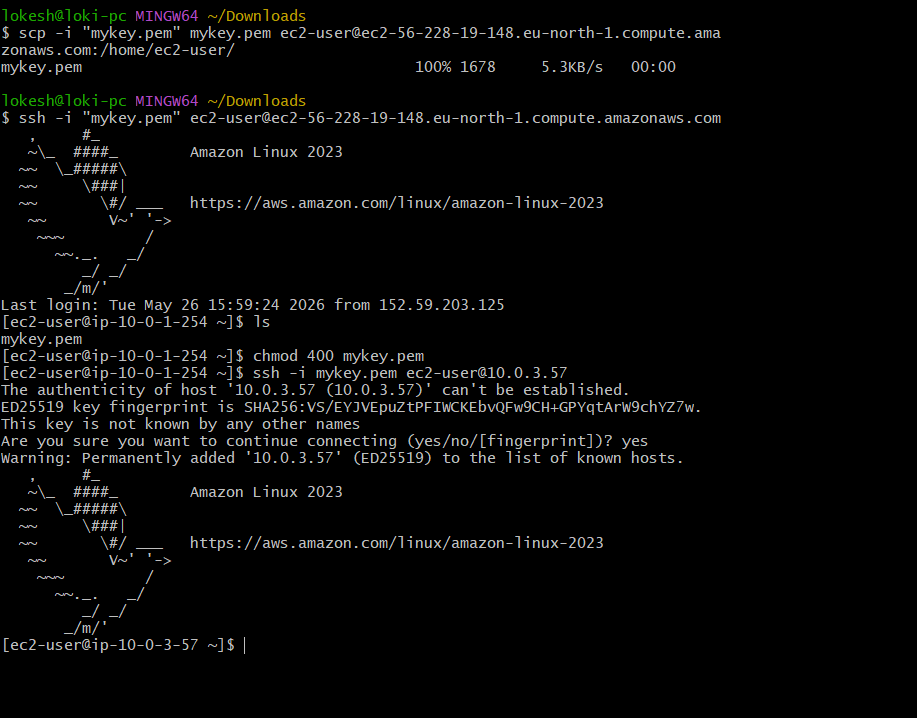 lokesh@loki-pc MINGW64 ~/Downloads
$ scp -i "mykey.pem" mykey.pem ec2-user@ec2-56-228-19-148.eu-north-1.compute.ama
zonaws.com:/home/ec2-user/
mykey.pem                                     100% 1678     5.3KB/s   00:00

lokesh@loki-pc MINGW64 ~/Downloads
$ ssh -i "mykey.pem" ec2-user@ec2-56-228-19-148.eu-north-1.compute.amazonaws.com
   ,     #_
   ~\_  ####_        Amazon Linux 2023
  ~~  \_#####\
  ~~     \###|
  ~~       \#/ ___   https://aws.amazon.com/linux/amazon-linux-2023
   ~~       V~' '->
    ~~~         /
      ~~._.   _/
         _/ _/
       _/m/'
Last login: Tue May 26 15:59:24 2026 from 152.59.203.125
[ec2-user@ip-10-0-1-254 ~]$ ls
mykey.pem
[ec2-user@ip-10-0-1-254 ~]$ chmod 400 mykey.pem
[ec2-user@ip-10-0-1-254 ~]$ ssh -i mykey.pem ec2-user@10.0.3.57
The authenticity of host '10.0.3.57 (10.0.3.57)' can't be established.
ED25519 key fingerprint is SHA256:VS/EYJVEpuZtPFIWCKEbvQFw9CH+GPYqtArW9chYZ7w.
This key is not known by any other names
Are you sure you want to continue connecting (yes/no/[fingerprint])? yes
Warning: Permanently added '10.0.3.57' (ED25519) to the list of known hosts.
   ,     #_
   ~\_  ####_        Amazon Linux 2023
  ~~  \_#####\
  ~~     \###|
  ~~       \#/ ___   https://aws.amazon.com/linux/amazon-linux-2023
   ~~       V~' '->
    ~~~         /
      ~~._.   _/
         _/ _/
       _/m/'
[ec2-user@ip-10-0-3-57 ~]$